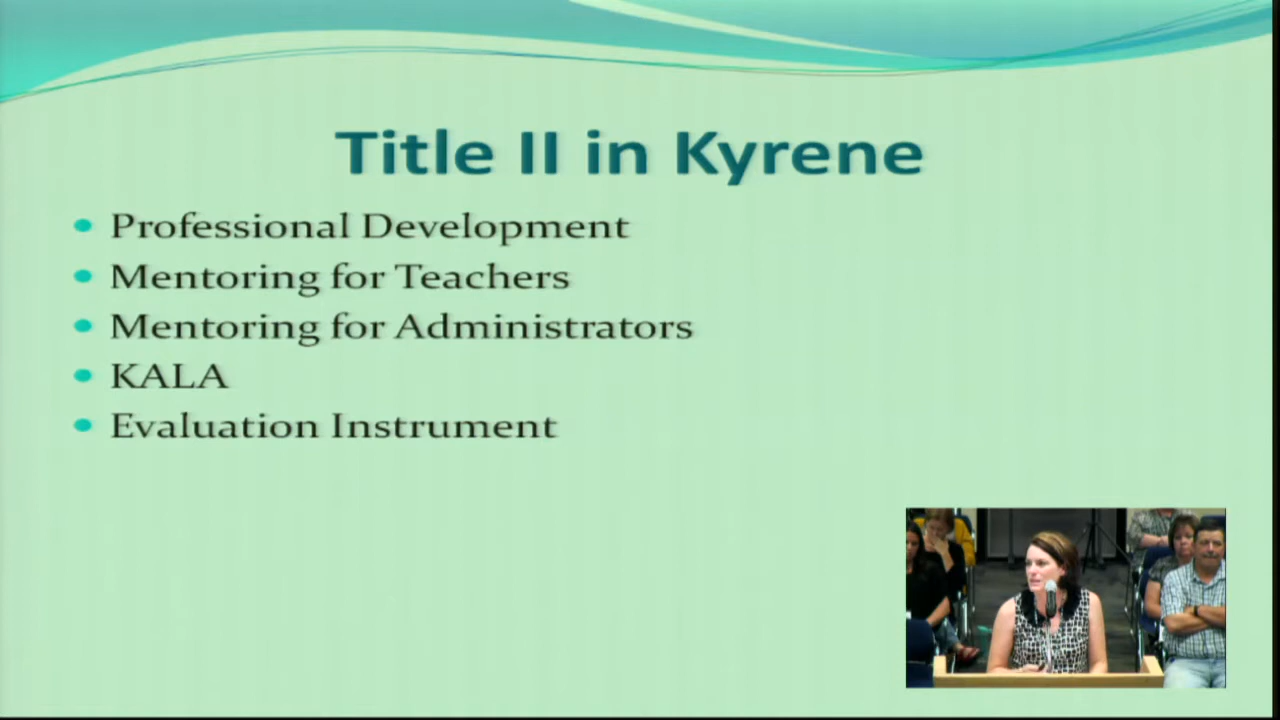 Title II in Kyrene
Professional Development
Mentoring for Teachers
Mentoring for Administrators
KALA
Evaluation Instrument